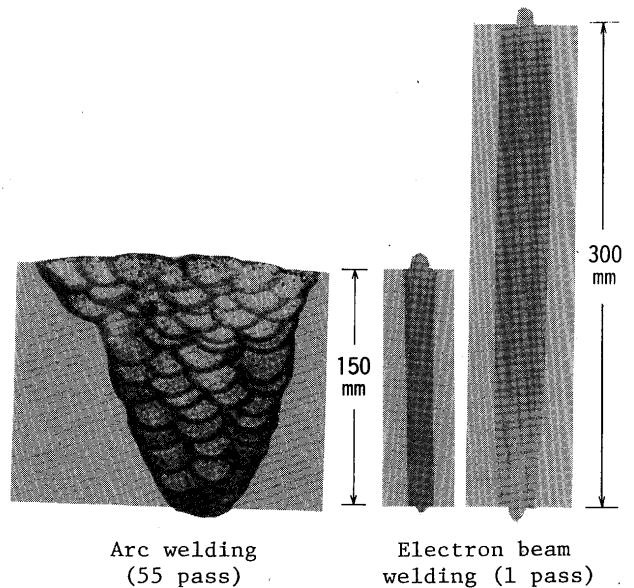 150
mm
300
mm
Arc welding
(55 pass)
Electron beam
welding (1 pass)